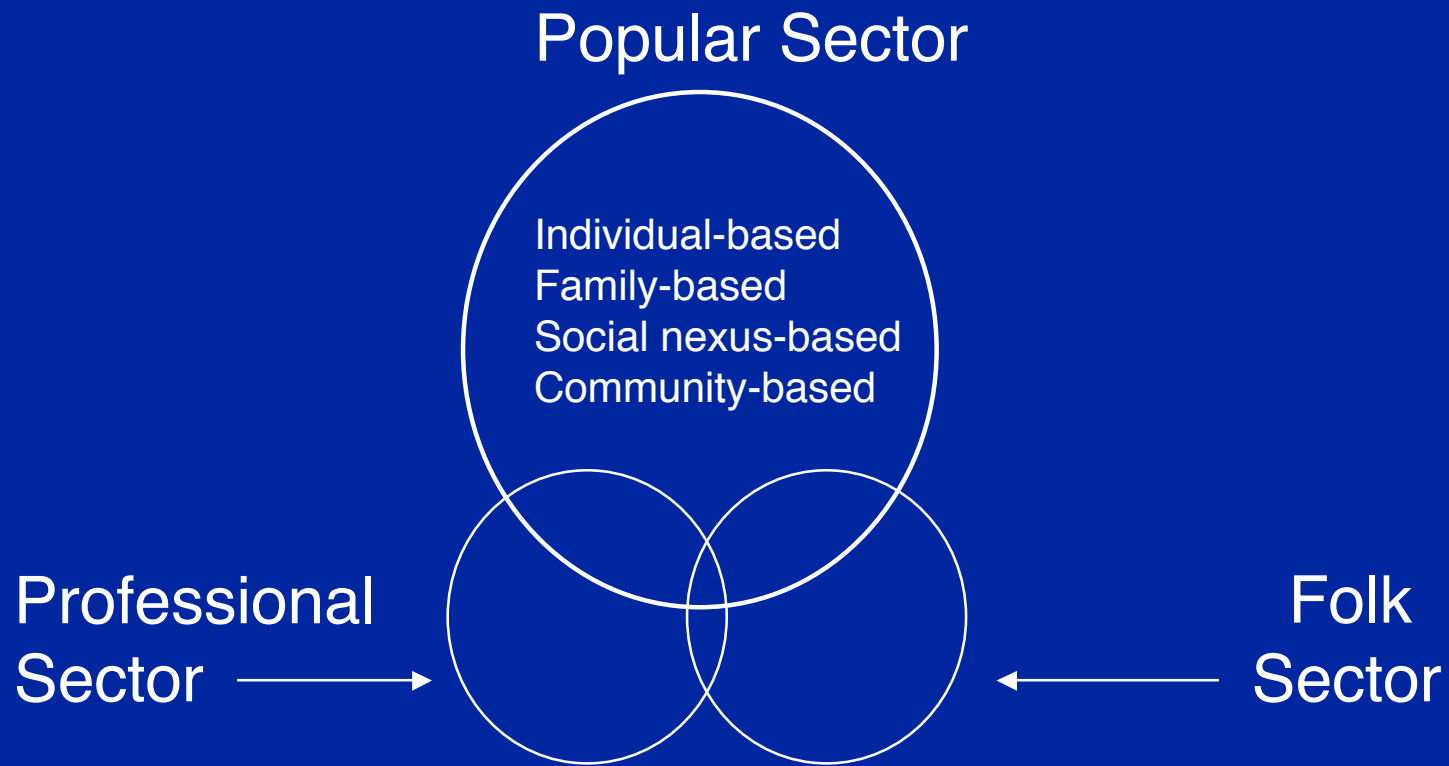 Popular Sector
Individual-based
Family-based
Social nexus-based
Community-based
Professional
Sector
Folk
Sector